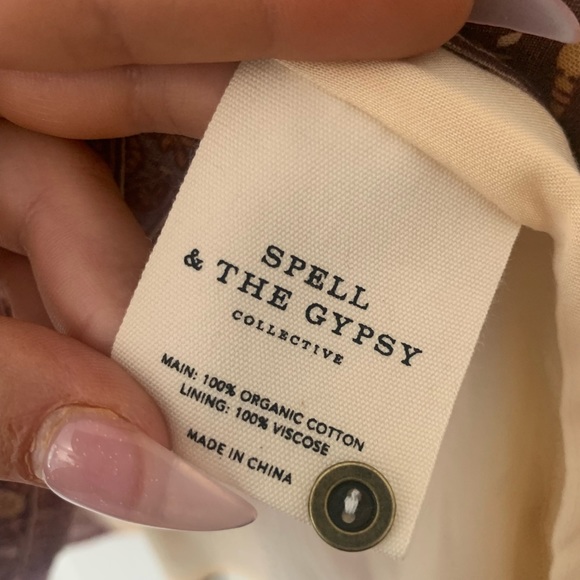 SPELL
& THE GYPSY
COLLECTIVE
MAIN: 100% ORGANIC COTTON
LINING: 100% VISCOSE
MADE IN CHINA